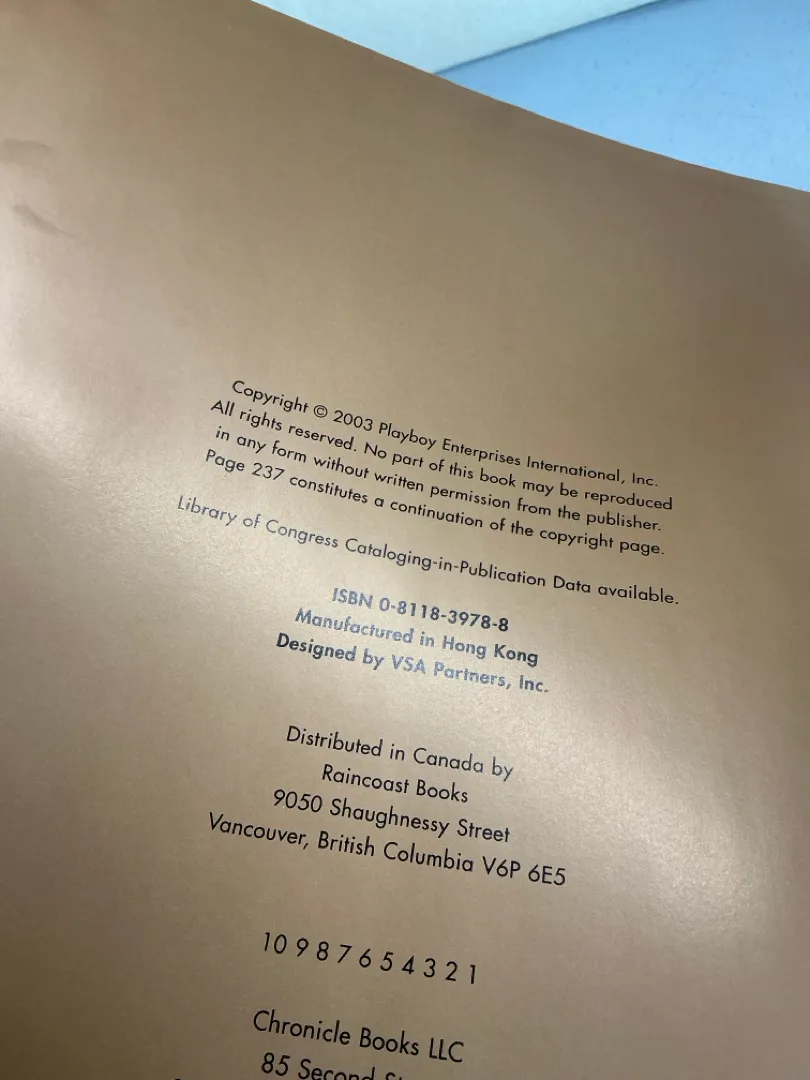 Copyright © 2003 Playboy Enterprises International, Inc.
All rights reserved. No part of this book may be reproduced
in any form without written permission from the publisher.
Page 237 constitutes a continuation of the copyright page.
Library of Congress Cataloging-in-Publication Data available.
ISBN 0-8118-3978-8
Manufactured in Hong Kong
Designed by VSA Partners, Inc.
Distributed in Canada by
Raincoast Books
9050 Shaughnessy Street
Vancouver, British Columbia V6P 6E5
10 9 8 7 6 5 4 3 2 1
Chronicle Books LLC
85 Second